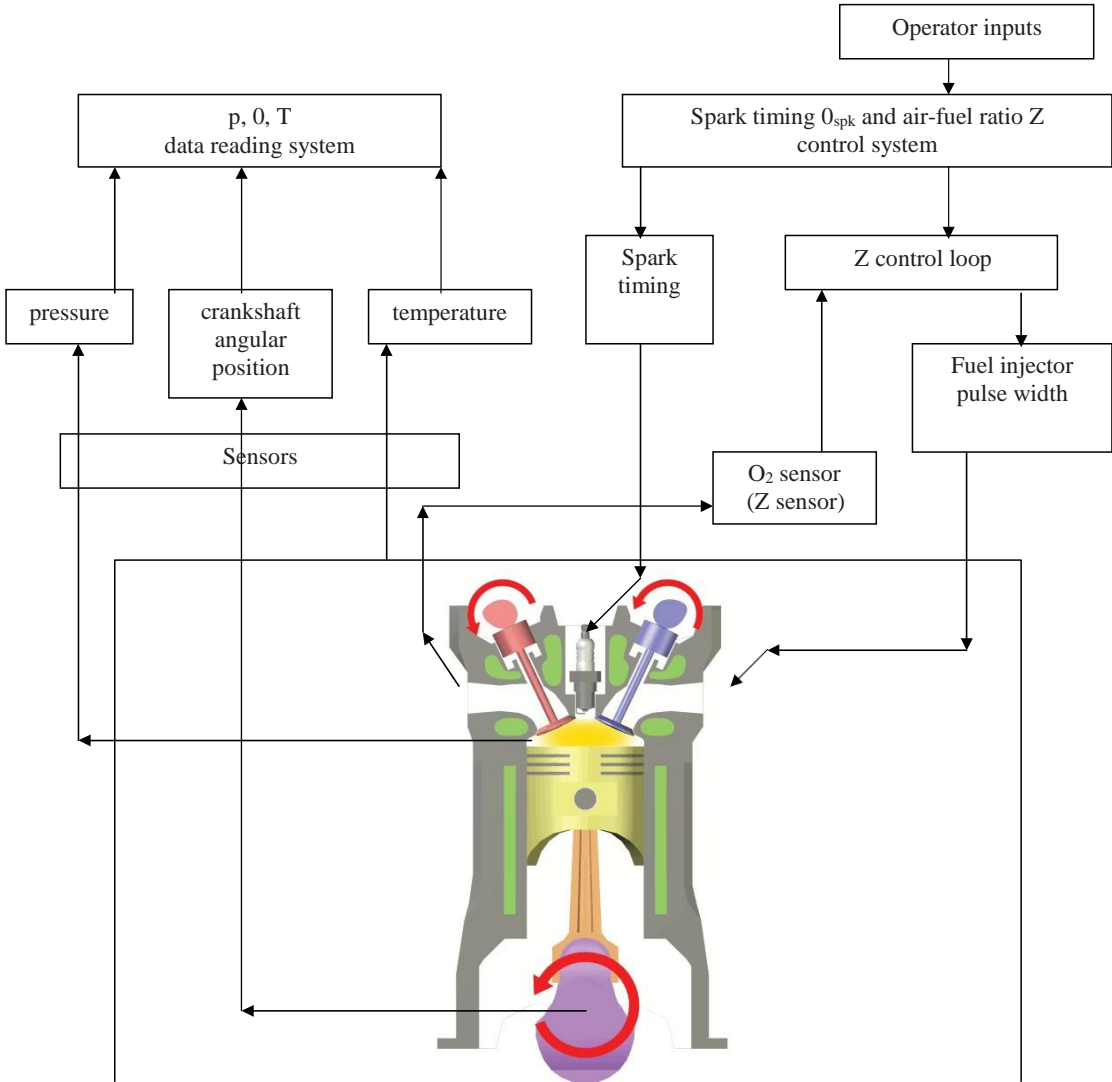 Operator inputs
p, 0, T
data reading system
Spark timing 0spk and air-fuel ratio Z
control system
Spark
timing
Z control loop
pressure
crankshaft
angular
position
temperature
Fuel injector
pulse width
Sensors
O2 sensor
(Z sensor)